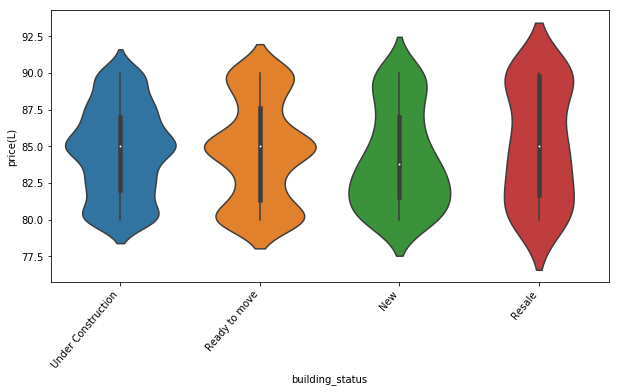 92.5
90.0
87.5
85.0
82.5
80.0
77.5
price(L)
Under Construction
Ready to move
New
Resale
building_status